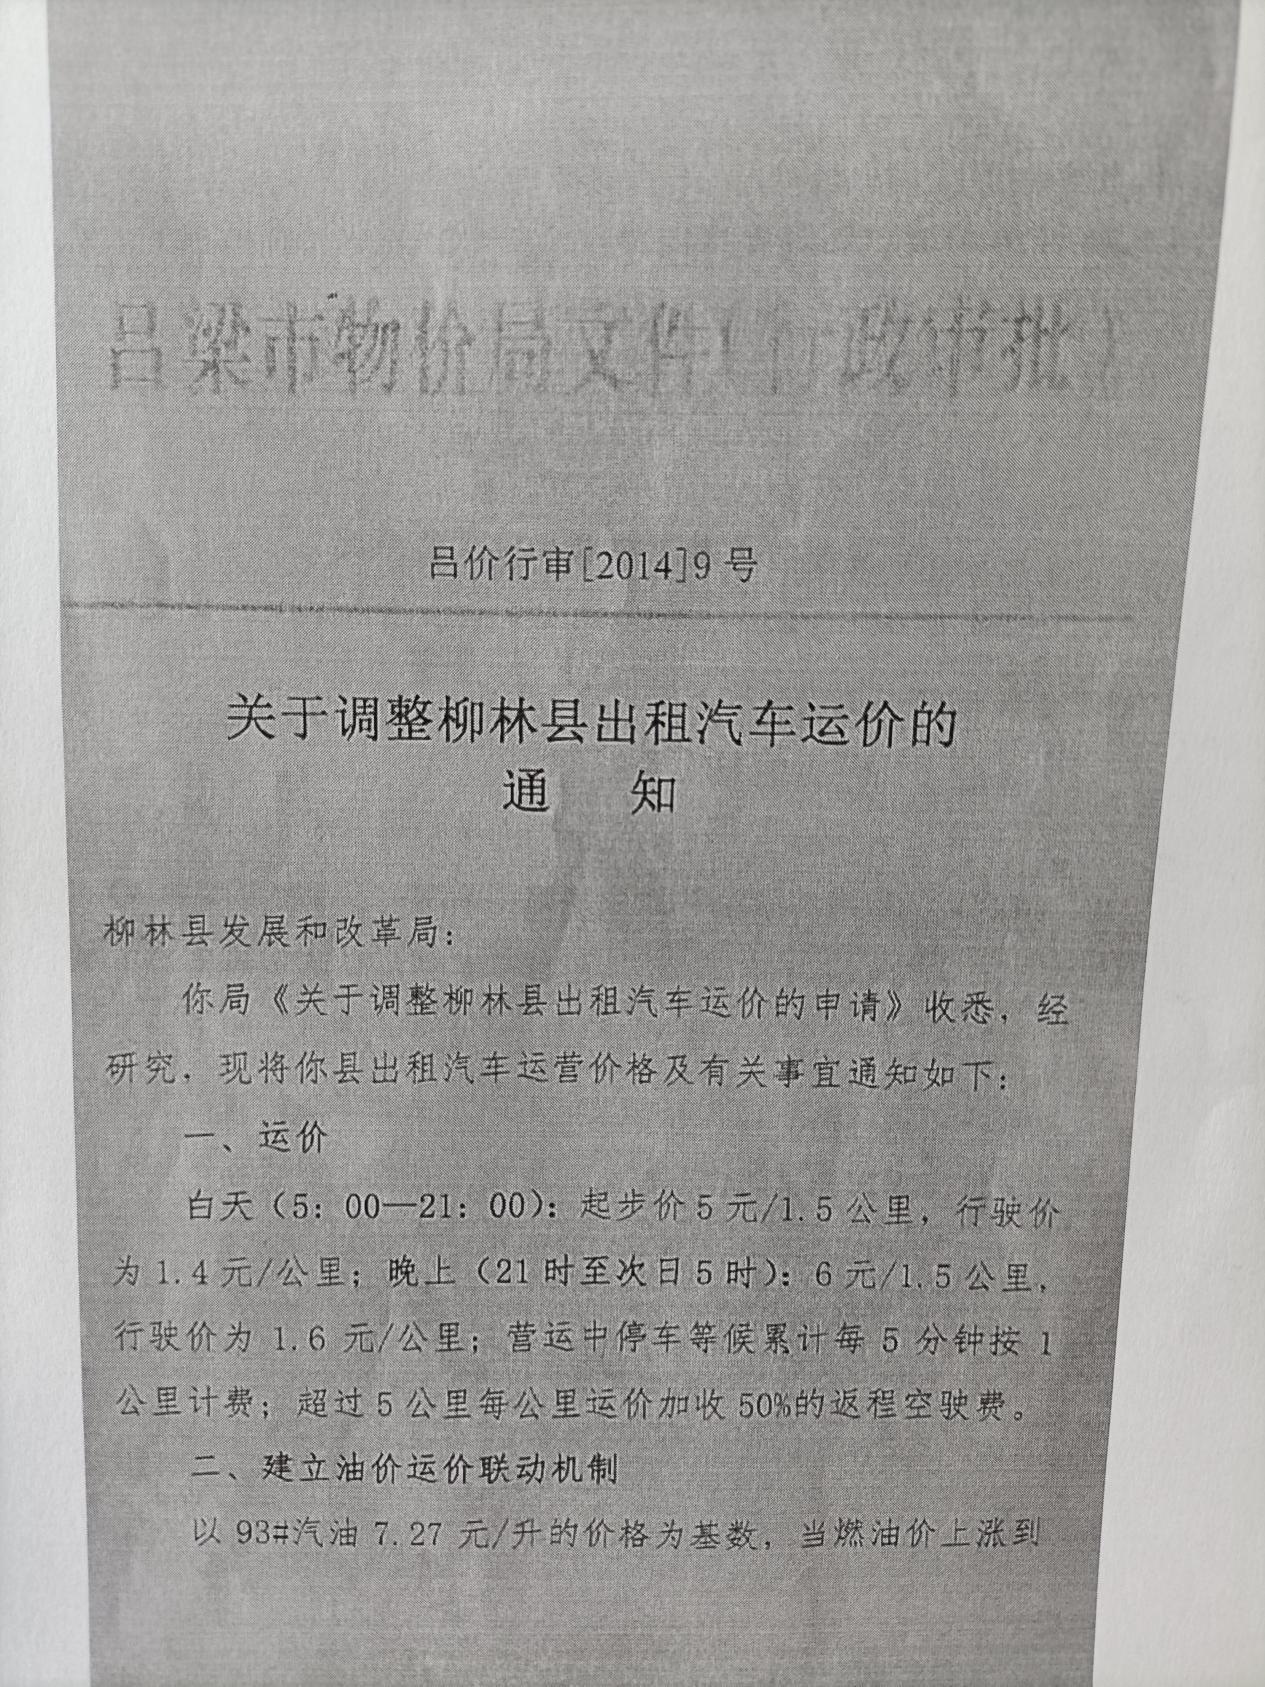 吕梁市物价局文件（行政审批）
吕价行审[2014]9 号
关于调整柳林县出租汽车运价的
通 知
柳林县发展和改革局：
你局《关于调整柳林县出租汽车运价的申请》收悉，经
研究，现将你县出租汽车运营价格及有关事宜通知如下：
一、运价
白天（5：00—21：00）：起步价 5 元/1.5 公里，行驶价
为 1.4 元/公里；晚上（21 时至次日 5 时）：6 元/1.5 公里，
行驶价为 1.6 元/公里；营运中停车等候累计每 5 分钟按 1
公里计费；超过 5 公里每公里运价加收 50%的返程空驶费。
二、建立油价运价联动机制
以 93#汽油 7.27 元/升的价格为基数，当燃油价上涨到